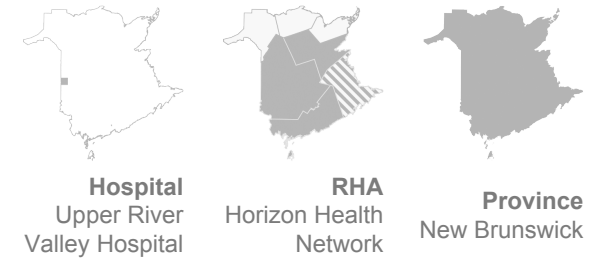 Hospital
Upper River
Valley Hospital
RHA
Horizon Health
Network
Province
New Brunswick